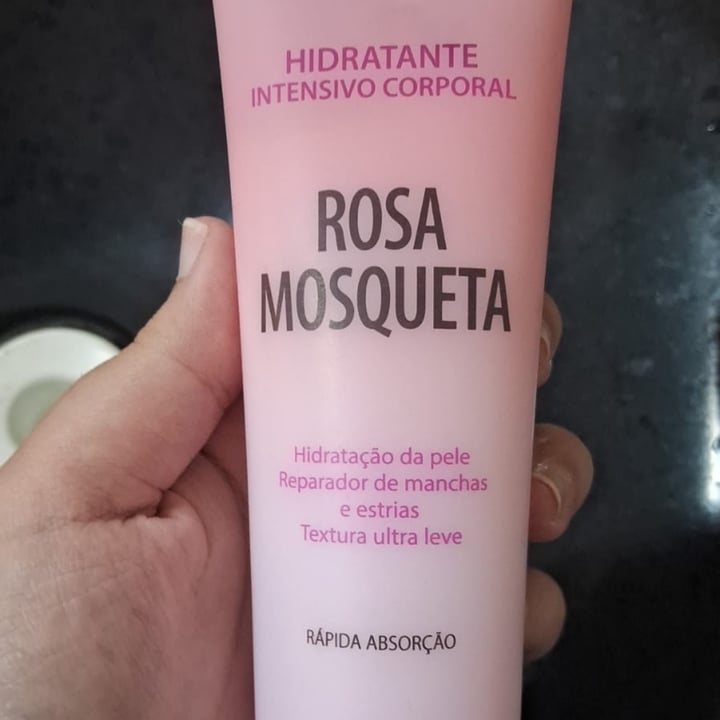 HIDRATANTE
INTENSIVO CORPORAL
ROSA
MOSQUETA
Hidratação da pele
Reparador de manchas
e estrias
Textura ultra leve
RÁPIDA ABSORÇÃO